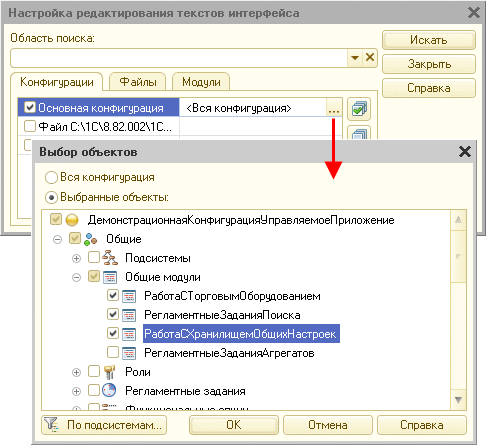 Настройка редактирования текстов интерфейса
Область поиска:
Искать
Закрыть
Справка
Конфигурации
Файлы
Модули
Основная конфигурация
<Вся конфигурация>
...
Файл C:\1C\8.82.002\1C...
Выбор объектов
Вся конфигурация
Выбранные объекты:
ДемонстрационнаяКонфигурацияУправляемоеПриложение
Общие
Подсистемы
Общие модули
РаботаСТорговымОборудованием
РегламентныеЗаданияПоиска
РаботаСХранилищемОбщихНастроек
РегламентныеЗаданияАгрегатов
Роли
Регламентные задания
По подсистемам...
OK
Отмена
Справка